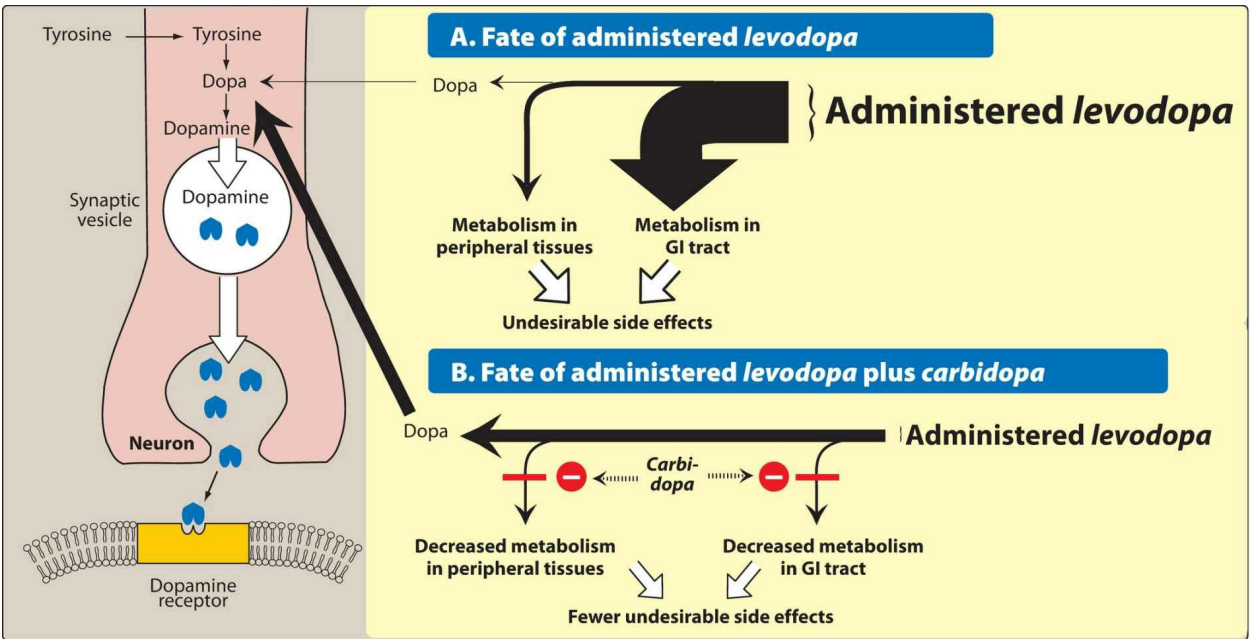 Tyrosine
Tyrosine
Dopa
Dopamine
Synaptic
vesicle
Dopamine
Neuron
Dopamine
receptor
A. Fate of administered levodopa
Dopa
Administered levodopa
Metabolism in
peripheral tissues
Metabolism in
GI tract
Undesirable side effects
B. Fate of administered levodopa plus carbidopa
Dopa
Administered levodopa
Carbi-
dopa
Decreased metabolism
in peripheral tissues
Decreased metabolism
in GI tract
Fewer undesirable side effects